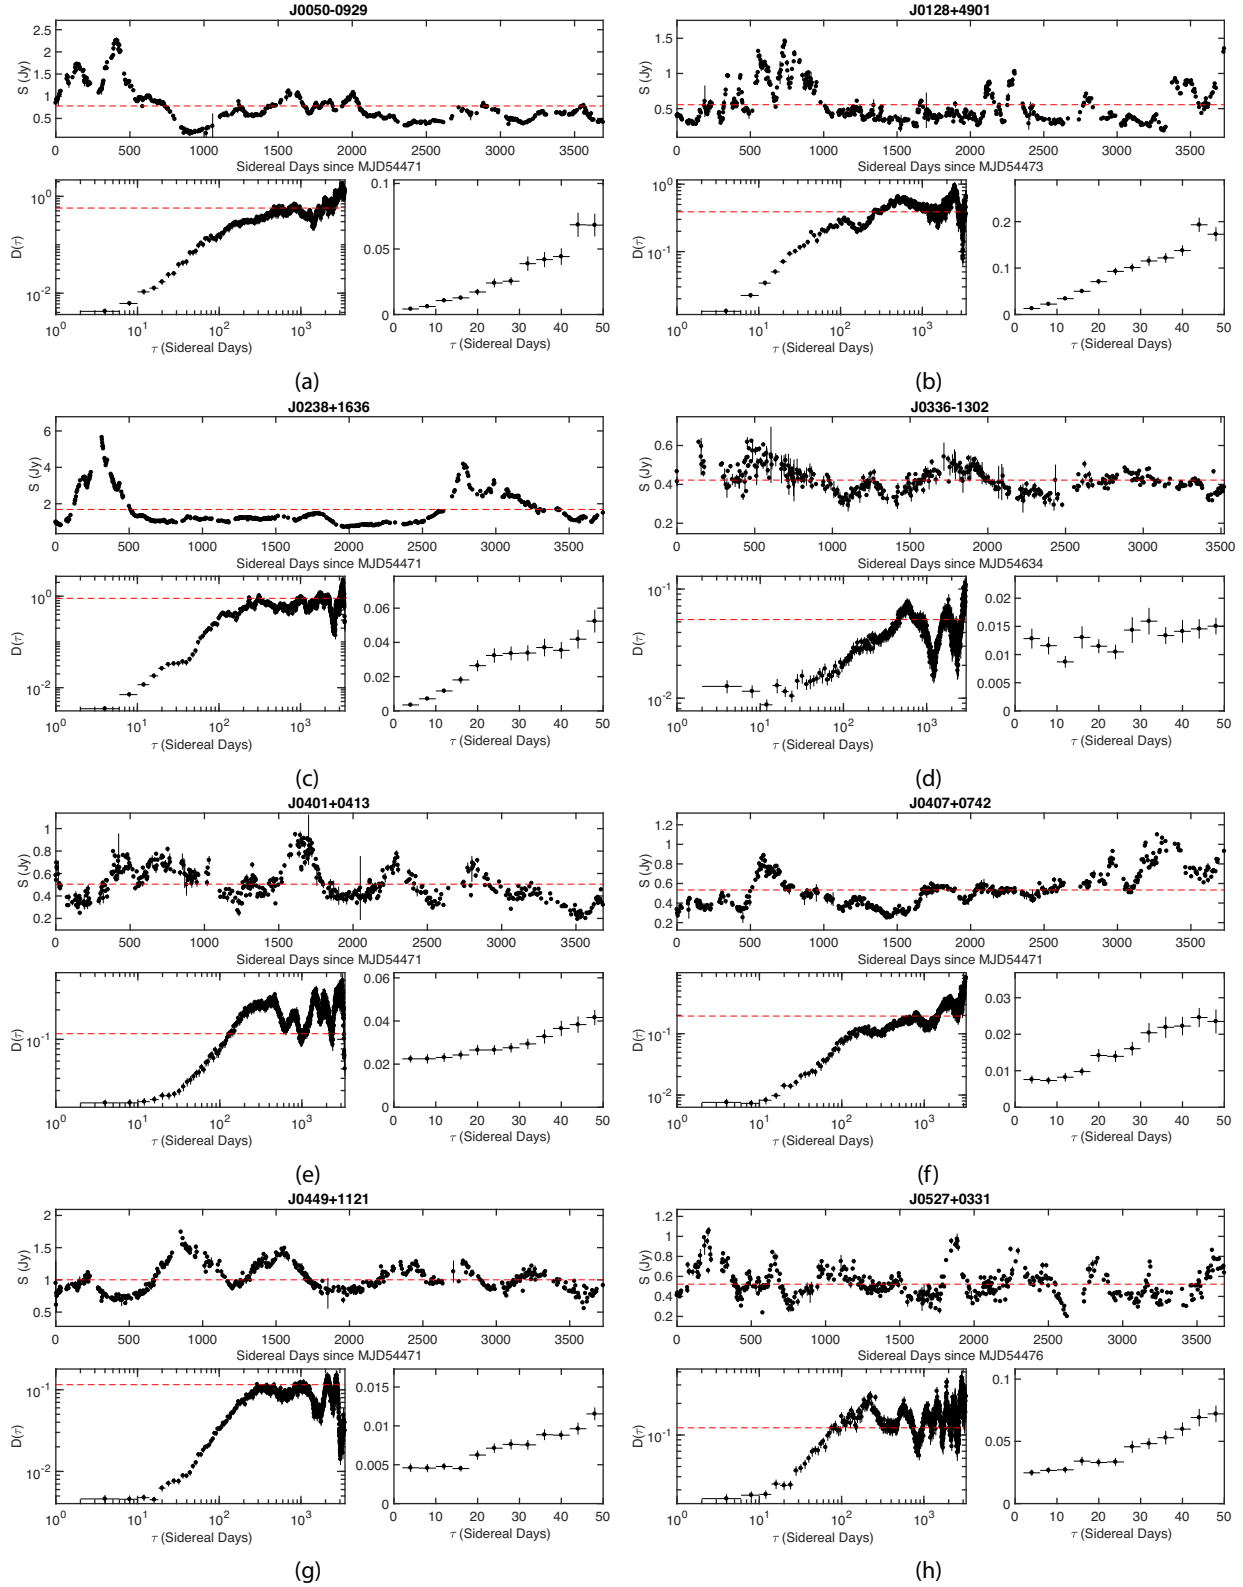 J0050-0929
2.5
2
1.5
1
0.5
S (Jy)
0 500 1000 1500 2000 2500 3000 3500
Sidereal Days since MJD54471
10^0
10^-2
D(τ)
10^0 10^1 10^2 10^3
τ (Sidereal Days)
0.1
0.05
0
0 10 20 30 40 50
τ (Sidereal Days)
(a)
J0128+4901
1.5
1
0.5
S (Jy)
0 500 1000 1500 2000 2500 3000 3500
Sidereal Days since MJD54473
10^0
10^-1
D(τ)
10^0 10^1 10^2 10^3
τ (Sidereal Days)
0.2
0.1
0
0 10 20 30 40 50
τ (Sidereal Days)
(b)
J0238+1636
6
4
2
S (Jy)
0 500 1000 1500 2000 2500 3000 3500
Sidereal Days since MJD54471
10^0
10^-2
D(τ)
10^0 10^1 10^2 10^3
τ (Sidereal Days)
0.06
0.04
0.02
0
0 10 20 30 40 50
τ (Sidereal Days)
(c)
J0336-1302
0.6
0.4
0.2
S (Jy)
0 500 1000 1500 2000 2500 3000 3500
Sidereal Days since MJD54634
10^-1
10^-2
D(τ)
10^0 10^1 10^2 10^3
τ (Sidereal Days)
0.02
0.015
0.01
0.005
0
0 10 20 30 40 50
τ (Sidereal Days)
(d)
J0401+0413
1
0.8
0.6
0.4
0.2
S (Jy)
0 500 1000 1500 2000 2500 3000 3500
Sidereal Days since MJD54471
10^-1
D(τ)
10^0 10^1 10^2 10^3
τ (Sidereal Days)
0.06
0.04
0.02
0
0 10 20 30 40 50
τ (Sidereal Days)
(e)
J0407+0742
1.2
1
0.8
0.6
0.4
0.2
S (Jy)
0 500 1000 1500 2000 2500 3000 3500
Sidereal Days since MJD54471
10^0
10^-1
10^-2
D(τ)
10^0 10^1 10^2 10^3
τ (Sidereal Days)
0.03
0.02
0.01
0
0 10 20 30 40 50
τ (Sidereal Days)
(f)
J0449+1121
2
1.5
1
0.5
S (Jy)
0 500 1000 1500 2000 2500 3000 3500
Sidereal Days since MJD54471
10^-1
10^-2
D(τ)
10^0 10^1 10^2 10^3
τ (Sidereal Days)
0.015
0.01
0.005
0
0 10 20 30 40 50
τ (Sidereal Days)
(g)
J0527+0331
1.2
1
0.8
0.6
0.4
0.2
S (Jy)
0 500 1000 1500 2000 2500 3000 3500
Sidereal Days since MJD54476
10^-1
D(τ)
10^0 10^1 10^2 10^3
τ (Sidereal Days)
0.1
0.05
0
0 10 20 30 40 50
τ (Sidereal Days)
(h)